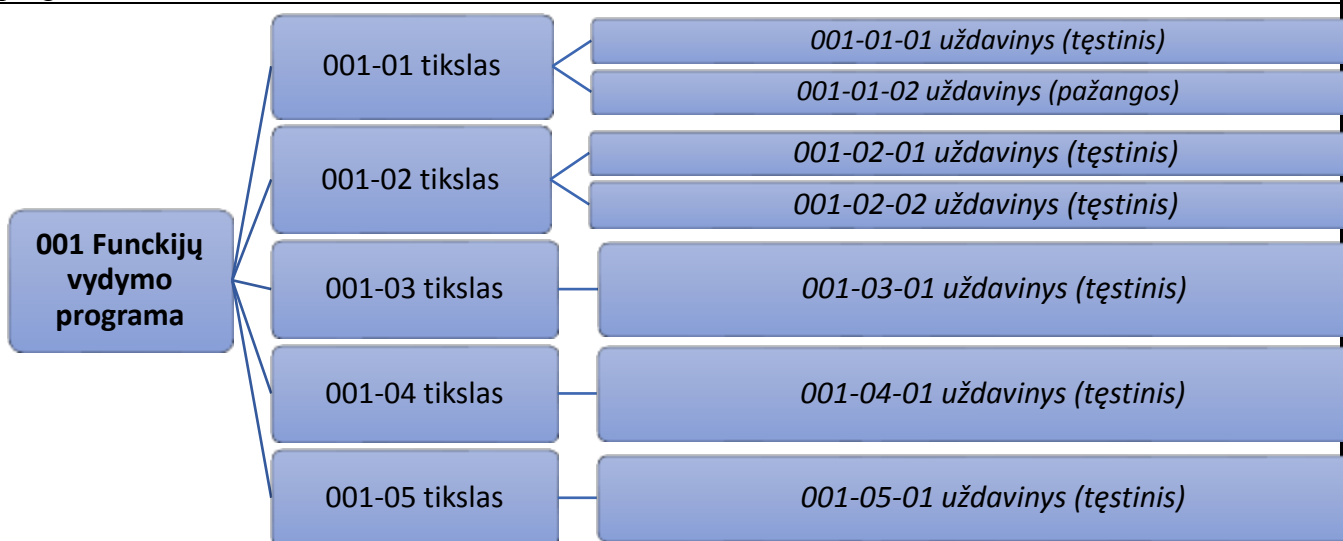 001 Funckijų
vydymo
programa
001-01 tikslas
001-01-01 uždavinys (tęstinis)
001-01-02 uždavinys (pažangos)
001-02 tikslas
001-02-01 uždavinys (tęstinis)
001-02-02 uždavinys (tęstinis)
001-03 tikslas
001-03-01 uždavinys (tęstinis)
001-04 tikslas
001-04-01 uždavinys (tęstinis)
001-05 tikslas
001-05-01 uždavinys (tęstinis)